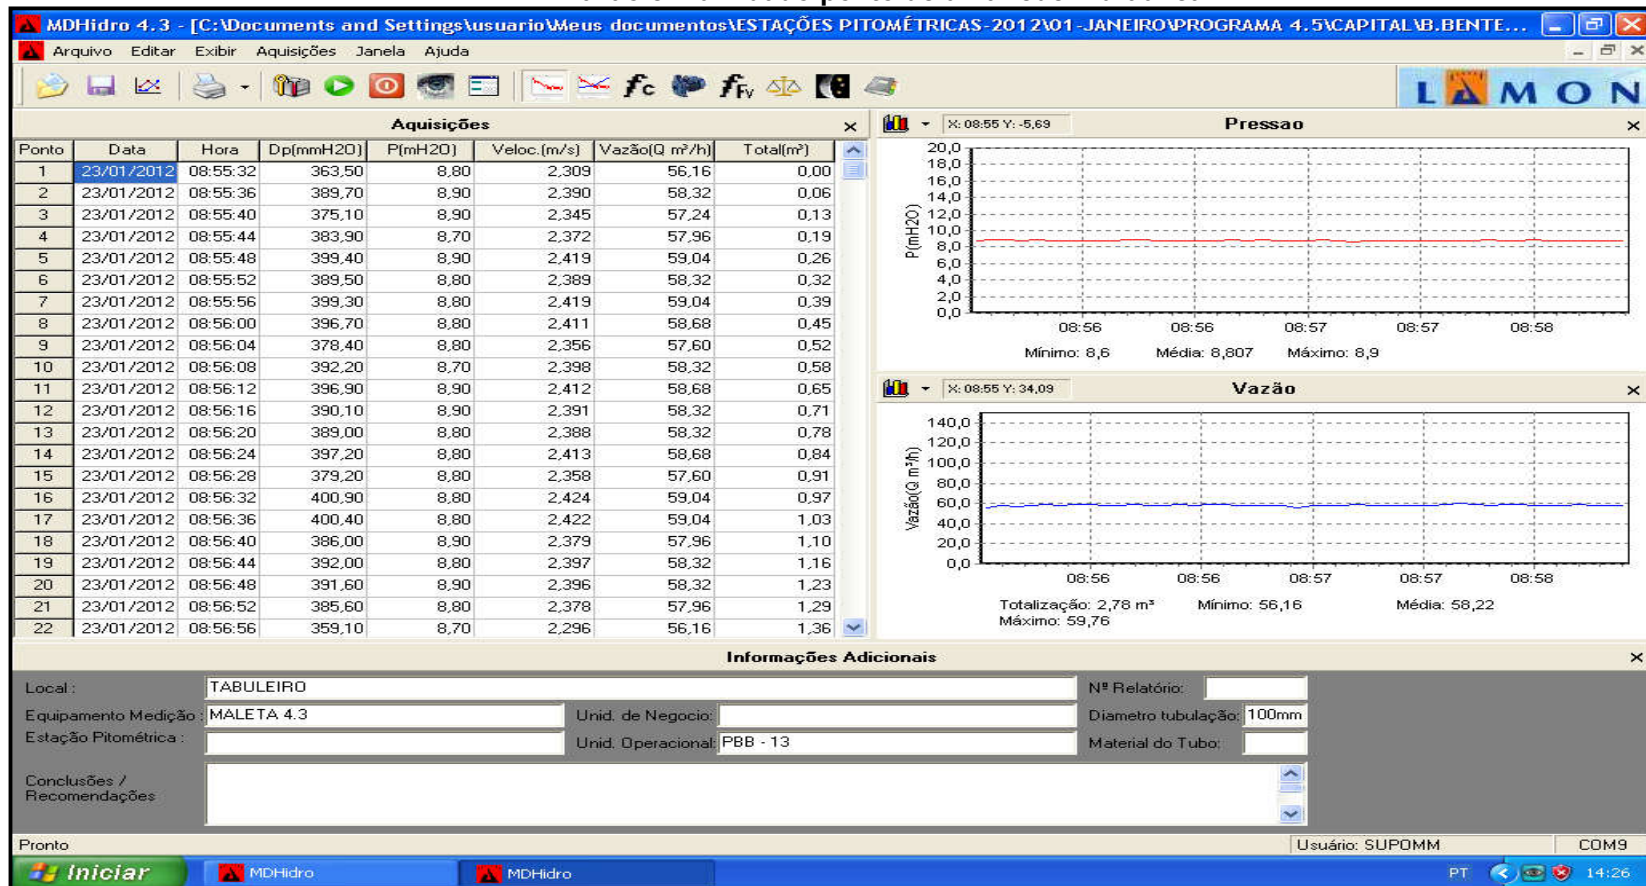 MDHidro 4.3 - [C:\Documents and Settings\usuario\Meus documentos\ESTAÇÕES PITOMÉTRICAS-2012\01-JANEIRO\PROGRAMA 4.5\CAPITAL\B.BENTE...
Arquivo Editar Exibir Aquisições Janela Ajuda
fc fFv LAMON
Aquisições
Ponto Data Hora Dp(mmH2O) P(mH2O) Veloc.(m/s) Vazão(Q m³/h) Total(m³)
1 23/01/2012 08:55:32 363,50 8,80 2,309 56,16 0,00
2 23/01/2012 08:55:36 389,70 8,90 2,390 58,32 0,06
3 23/01/2012 08:55:40 375,10 8,90 2,345 57,24 0,13
4 23/01/2012 08:55:44 383,90 8,70 2,372 57,96 0,19
5 23/01/2012 08:55:48 399,40 8,90 2,419 59,04 0,26
6 23/01/2012 08:55:52 389,50 8,80 2,389 58,32 0,32
7 23/01/2012 08:55:56 399,30 8,80 2,419 59,04 0,39
8 23/01/2012 08:56:00 396,70 8,80 2,411 58,68 0,45
9 23/01/2012 08:56:04 378,40 8,80 2,356 57,60 0,52
10 23/01/2012 08:56:08 392,20 8,70 2,398 58,32 0,58
11 23/01/2012 08:56:12 396,90 8,90 2,412 58,68 0,65
12 23/01/2012 08:56:16 390,10 8,90 2,391 58,32 0,71
13 23/01/2012 08:56:20 389,00 8,80 2,388 58,32 0,78
14 23/01/2012 08:56:24 397,20 8,80 2,413 58,68 0,84
15 23/01/2012 08:56:28 379,20 8,80 2,358 57,60 0,91
16 23/01/2012 08:56:32 400,90 8,80 2,424 59,04 0,97
17 23/01/2012 08:56:36 400,40 8,80 2,422 59,04 1,03
18 23/01/2012 08:56:40 386,00 8,80 2,379 57,96 1,10
19 23/01/2012 08:56:44 392,00 8,80 2,397 58,32 1,16
20 23/01/2012 08:56:48 391,60 8,90 2,396 58,32 1,23
21 23/01/2012 08:56:52 385,60 8,80 2,378 57,96 1,29
22 23/01/2012 08:56:56 359,10 8,70 2,296 56,16 1,36
X: 08:55 Y: -5,69 Pressao
P(mH2O)
20,0
18,0
16,0
14,0
12,0
10,0
8,0
6,0
4,0
2,0
0,0
08:56 08:56 08:57 08:57 08:58
Mínimo: 8,6 Média: 8,807 Máximo: 8,9
X: 08:55 Y: 34,09 Vazão
Vazão(Q m³/h)
140,0
120,0
100,0
80,0
60,0
40,0
20,0
0,0
08:56 08:56 08:57 08:57 08:58
Totalização: 2,78 m³ Mínimo: 56,16 Média: 58,22
Máximo: 59,76
Informações Adicionais
Local : TABULEIRO Nº Relatório:
Equipamento Medição : MALETA 4.3 Unid. de Negocio: Diametro tubulação: 100mm
Estação Pitométrica : Unid. Operacional: PBB - 13 Material do Tubo:
Conclusões /
Recomendações
Pronto Usuário: SUPOMM COM9
Iniciar MDHidro MDHidro PT 14:26